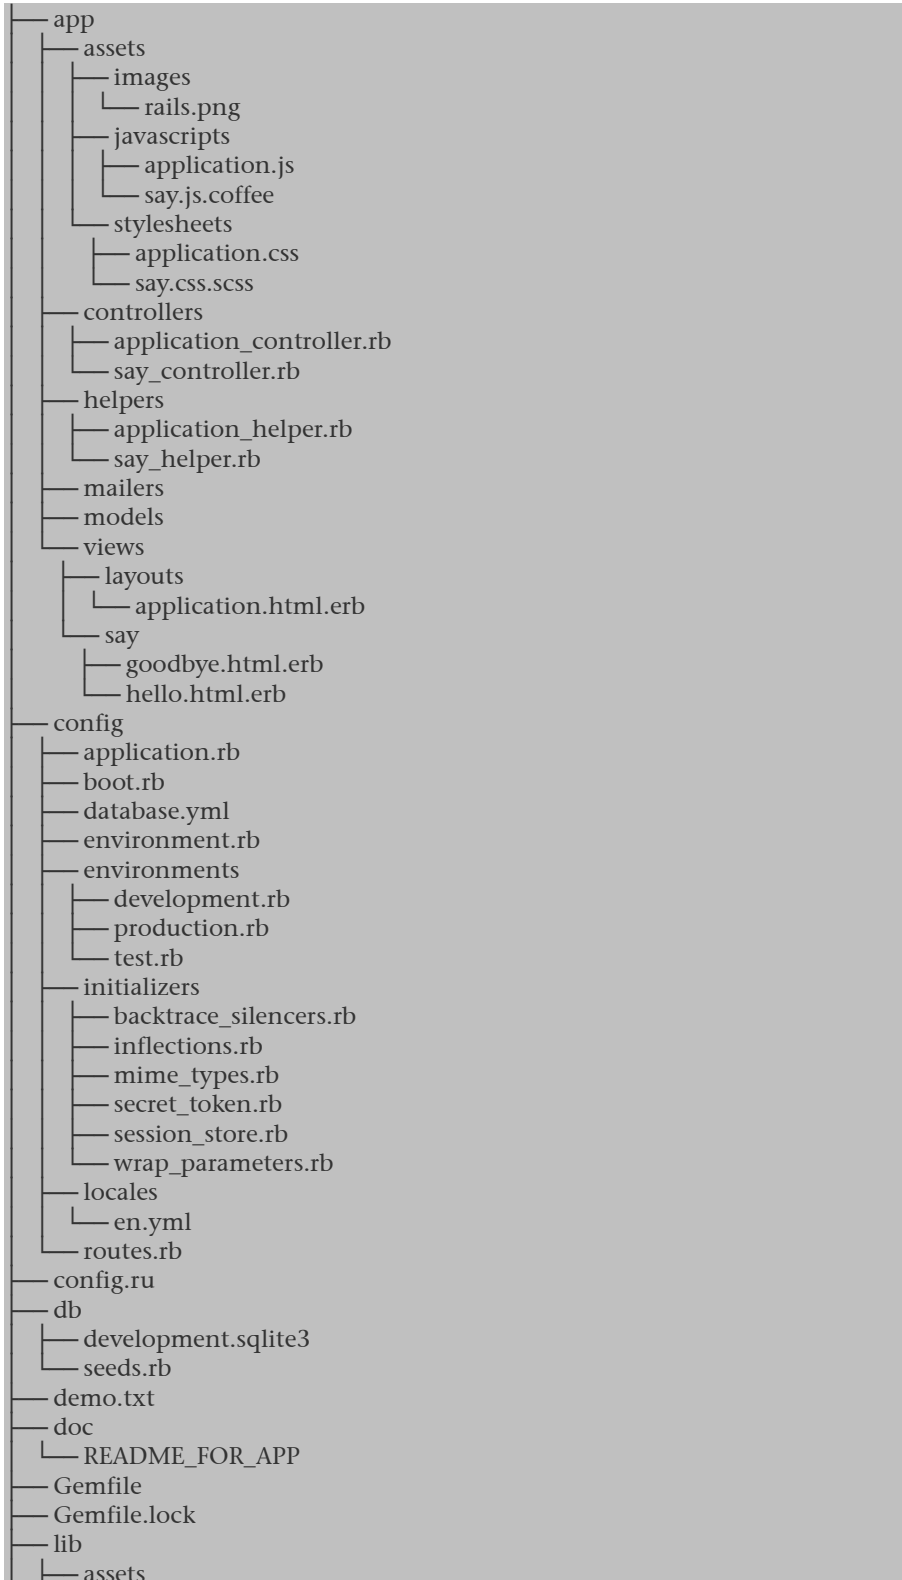 app
assets
images
rails.png
javascripts
application.js
say.js.coffee
stylesheets
application.css
say.css.scss
controllers
application_controller.rb
say_controller.rb
helpers
application_helper.rb
say_helper.rb
mailers
models
views
layouts
application.html.erb
say
goodbye.html.erb
hello.html.erb
config
application.rb
boot.rb
database.yml
environment.rb
environments
development.rb
production.rb
test.rb
initializers
backtrace_silencers.rb
inflections.rb
mime_types.rb
secret_token.rb
session_store.rb
wrap_parameters.rb
locales
en.yml
routes.rb
config.ru
db
development.sqlite3
seeds.rb
demo.txt
doc
README_FOR_APP
Gemfile
Gemfile.lock
lib
assets